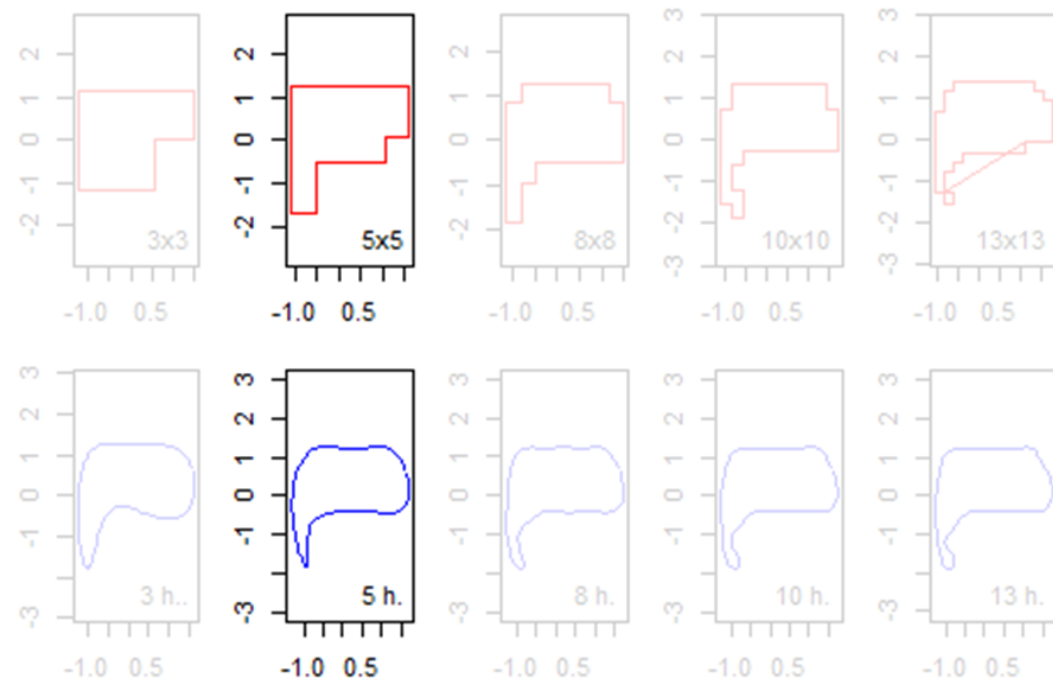 2 1 0 -1 -2 3x3 -1.0 0.5
2 1 0 -1 -2 5x5 -1.0 0.5
2 1 0 -1 -2 8x8 -1.0 0.5
3 2 1 0 -1 -2 -3 10x10 -1.0 0.5
3 2 1 0 -1 -2 -3 13x13 -1.0 0.5
3 2 1 0 -1 -3 3 h.. -1.0 0.5
3 2 1 0 -1 -3 5 h. -1.0 0.5
3 2 1 0 -1 -3 8 h. -1.0 0.5
3 2 1 0 -1 -3 10 h. -1.0 0.5
3 2 1 0 -1 -3 13 h. -1.0 0.5